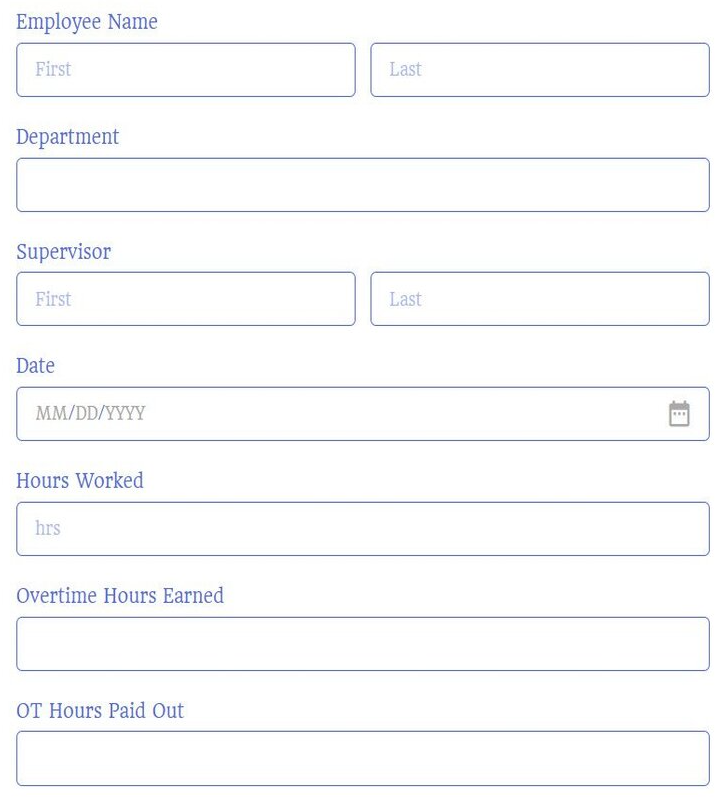 Employee Name
First Last
Department
Supervisor
First Last
Date
MM/DD/YYYY
Hours Worked
hrs
Overtime Hours Earned
OT Hours Paid Out